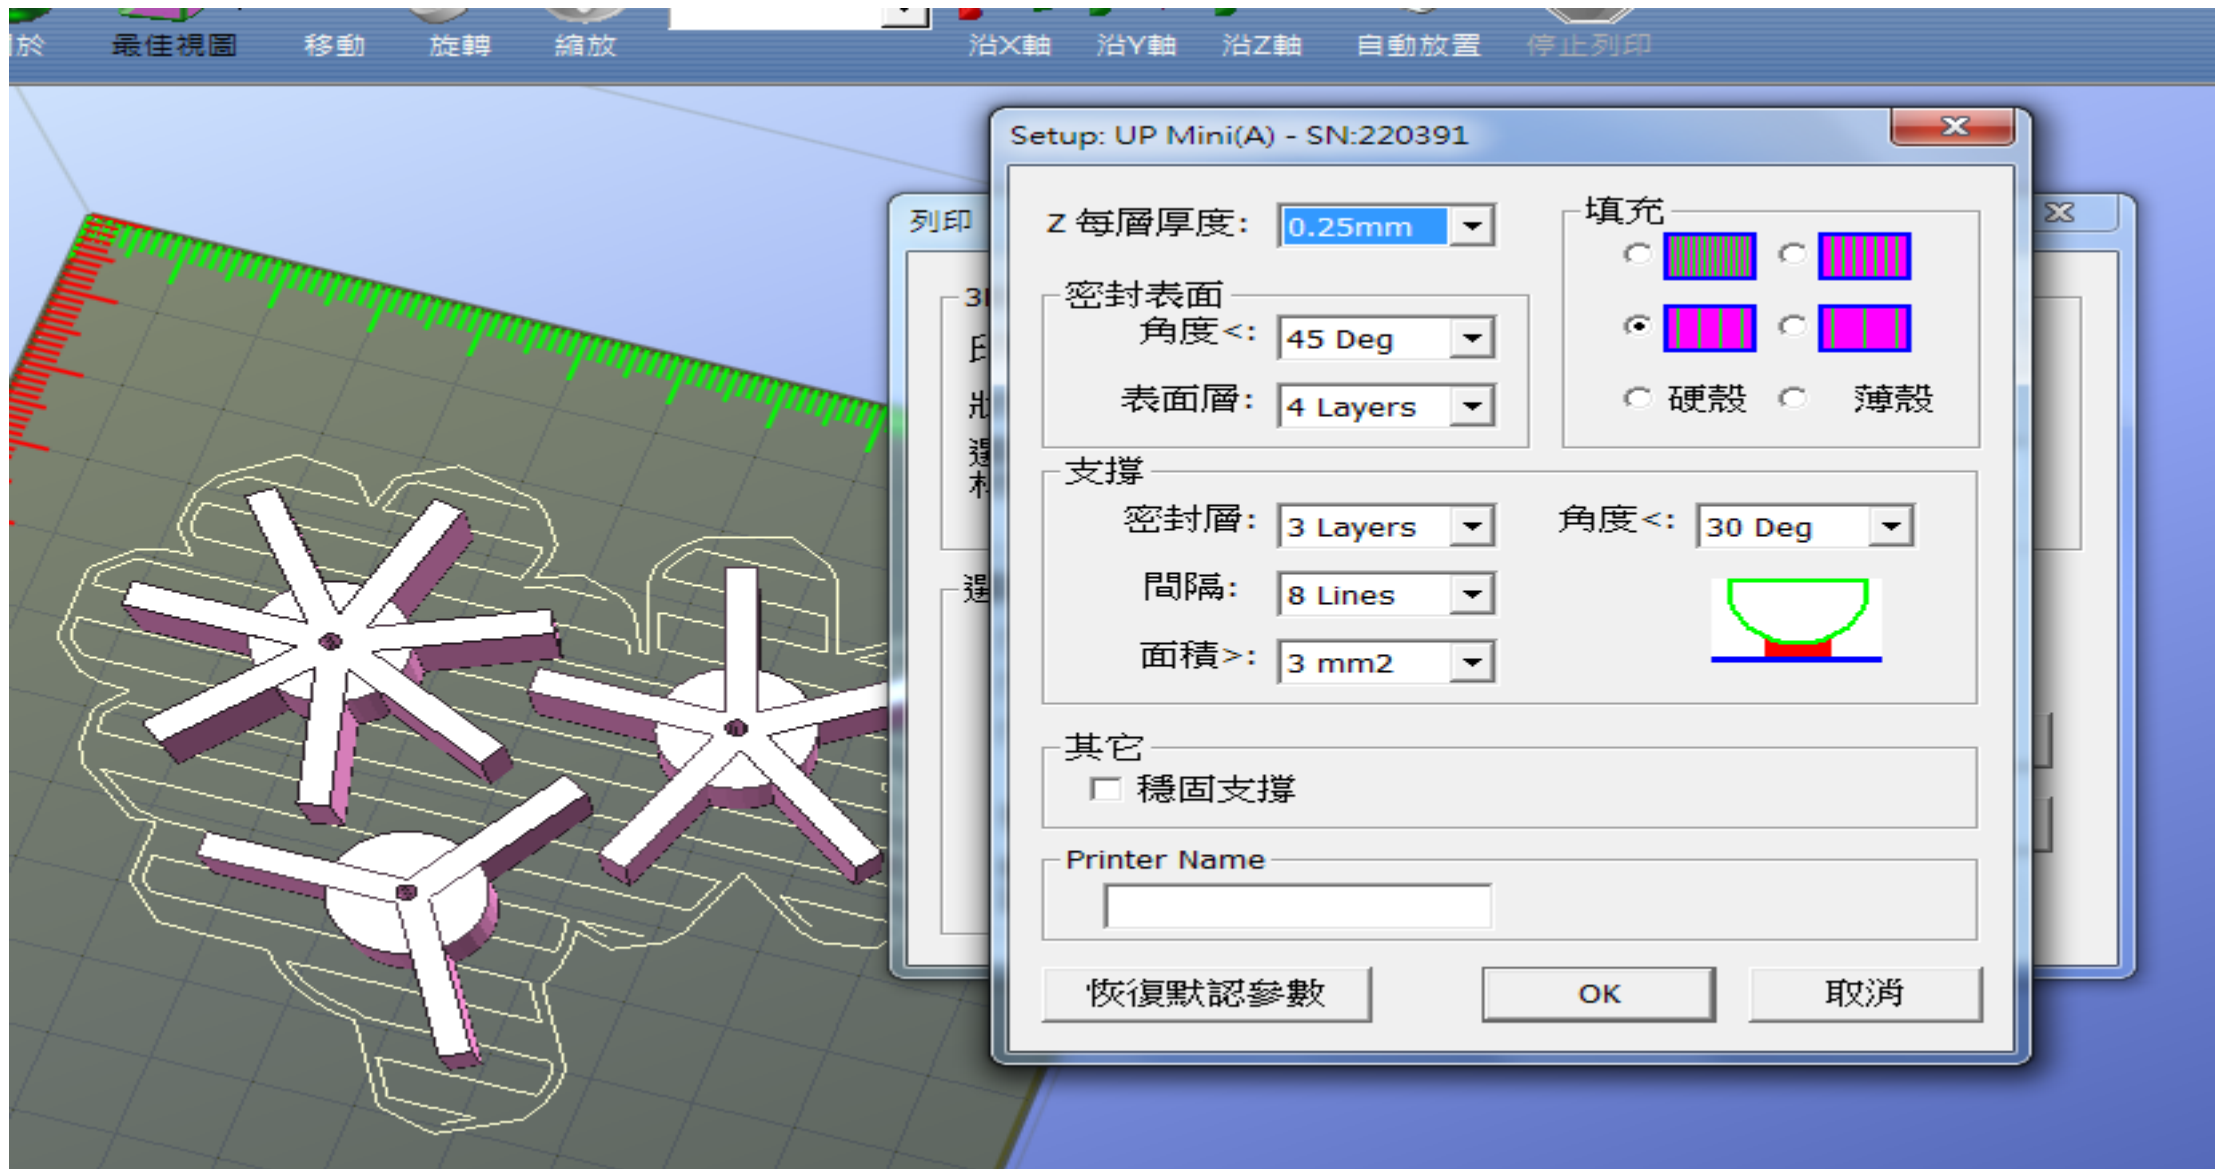 於 最佳視圖 移動 旋轉 縮放 沿X軸 沿Y軸 沿Z軸 自動放置 停止列印
Setup: UP Mini(A) - SN:220391
列印
Z 每層厚度: 0.25mm
填充
密封表面
角度<: 45 Deg
表面層: 4 Layers
硬殼 薄殼
支撐
密封層: 3 Layers 角度<: 30 Deg
間隔: 8 Lines
面積>: 3 mm2
其它
穩固支撐
Printer Name
恢復默認參數 OK 取消